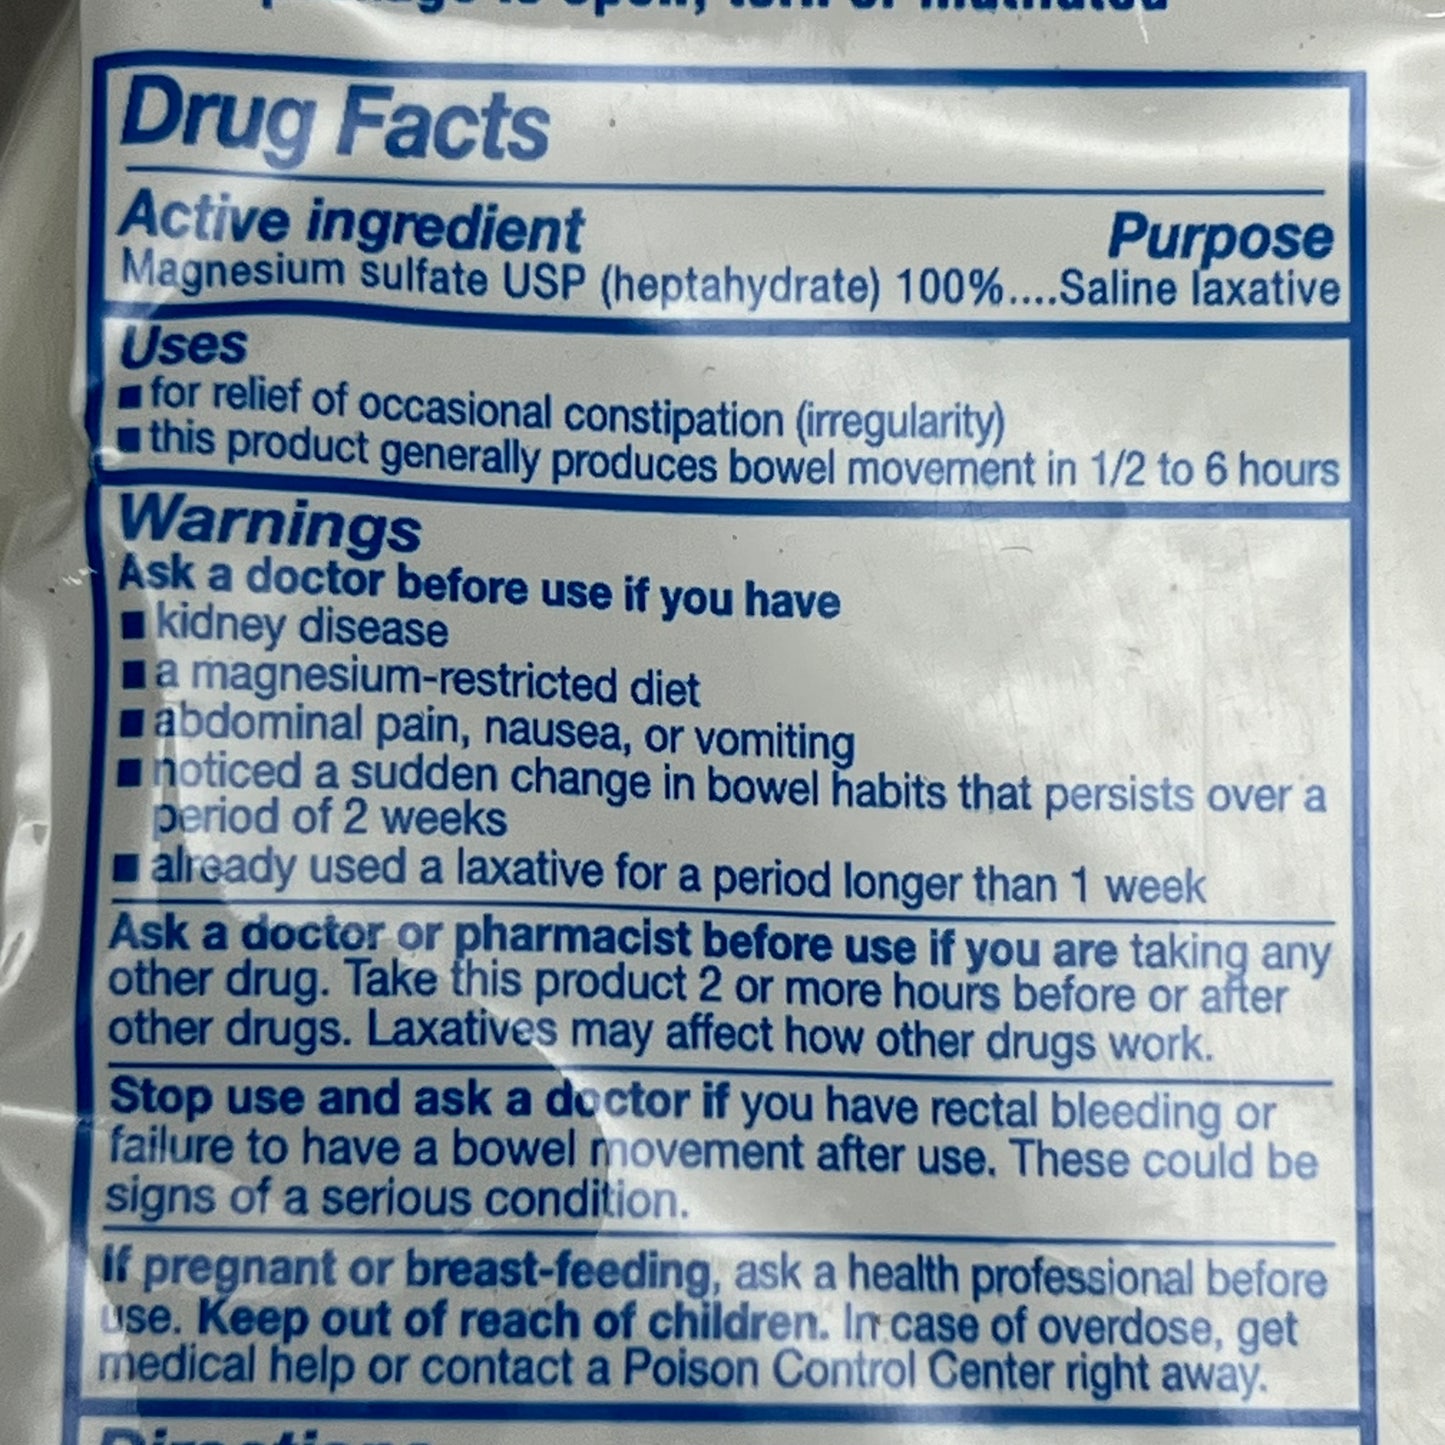 open, torn or mutilated
Drug Facts
Active ingredient Purpose
Magnesium sulfate USP (heptahydrate) 100%....Saline laxative
Uses
■ for relief of occasional constipation (irregularity)
■ this product generally produces bowel movement in 1/2 to 6 hours
Warnings
Ask a doctor before use if you have
■ kidney disease
■ a magnesium-restricted diet
■ abdominal pain, nausea, or vomiting
■ noticed a sudden change in bowel habits that persists over a
period of 2 weeks
■ already used a laxative for a period longer than 1 week
Ask a doctor or pharmacist before use if you are taking any
other drug. Take this product 2 or more hours before or after
other drugs. Laxatives may affect how other drugs work.
Stop use and ask a doctor if you have rectal bleeding or
failure to have a bowel movement after use. These could be
signs of a serious condition.
If pregnant or breast-feeding, ask a health professional before
use. Keep out of reach of children. In case of overdose, get
medical help or contact a Poison Control Center right away.
Directions